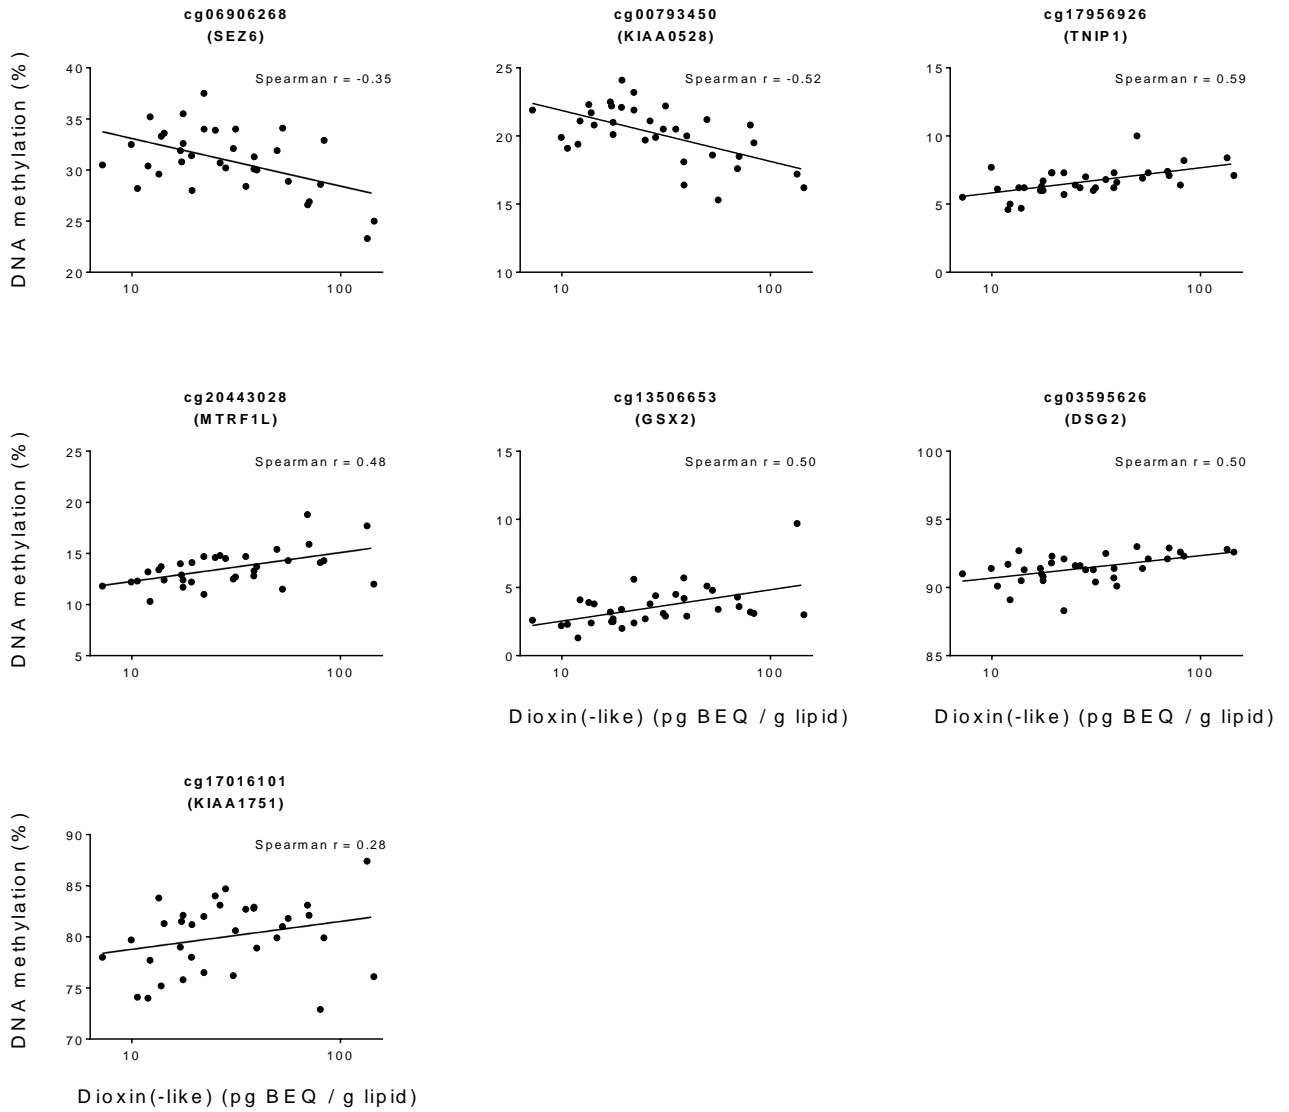 cg06906268
(SEZ6)
DNA methylation (%)
Spearman r = -0.35
40
35
30
25
20
10
100
cg00793450
(KIAA0528)
Spearman r = -0.52
25
20
15
10
10
100
cg17956926
(TNIP1)
Spearman r = 0.59
15
10
5
0
10
100
cg20443028
(MTRF1L)
DNA methylation (%)
Spearman r = 0.48
25
20
15
10
5
10
100
cg13506653
(GSX2)
Spearman r = 0.50
15
10
5
0
10
100
Dioxin(-like) (pg BEQ / g lipid)
cg03595626
(DSG2)
Spearman r = 0.50
100
95
90
85
10
100
Dioxin(-like) (pg BEQ / g lipid)
cg17016101
(KIAA1751)
DNA methylation (%)
Spearman r = 0.28
90
85
80
75
70
10
100
Dioxin(-like) (pg BEQ / g lipid)